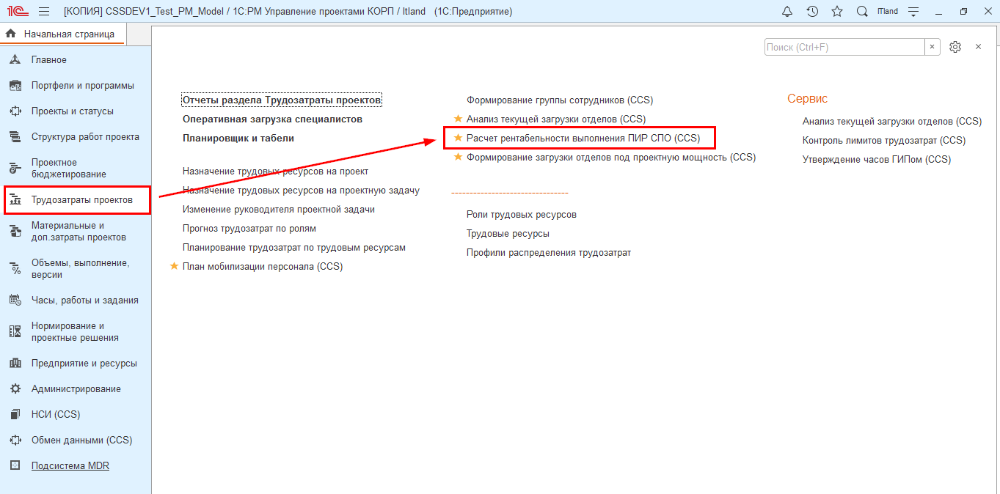 [КОПИЯ] CSSDEV1_Test_PM_Model / 1С:PM Управление проектами КОРП / Itland (1С:Предприятие)
ITland
Начальная страница
Поиск (Ctrl+F)
Главное
Портфели и программы
Проекты и статусы
Структура работ проекта
Проектное
бюджетирование
Трудозатраты проектов
Материальные и
доп.затраты проектов
Объемы, выполнение,
версии
Часы, работы и задания
Нормирование и
проектные решения
Предприятие и ресурсы
Администрирование
НСИ (CCS)
Обмен данными (CCS)
Подсистема MDR
Отчеты раздела Трудозатраты проектов
Оперативная загрузка специалистов
Планировщик и табели
Назначение трудовых ресурсов на проект
Назначение трудовых ресурсов на проектную задачу
Изменение руководителя проектной задачи
Прогноз трудозатрат по ролям
Планирование трудозатрат по трудовым ресурсам
План мобилизации персонала (CCS)
Формирование группы сотрудников (CCS)
Анализ текущей загрузки отделов (CCS)
Расчет рентабельности выполнения ПИР СПО (CCS)
Формирование загрузки отделов под проектную мощность (CCS)
--------------------------------
Роли трудовых ресурсов
Трудовые ресурсы
Профили распределения трудозатрат
Сервис
Анализ текущей загрузки отделов (CCS)
Контроль лимитов трудозатрат (CCS)
Утверждение часов ГИПом (CCS)